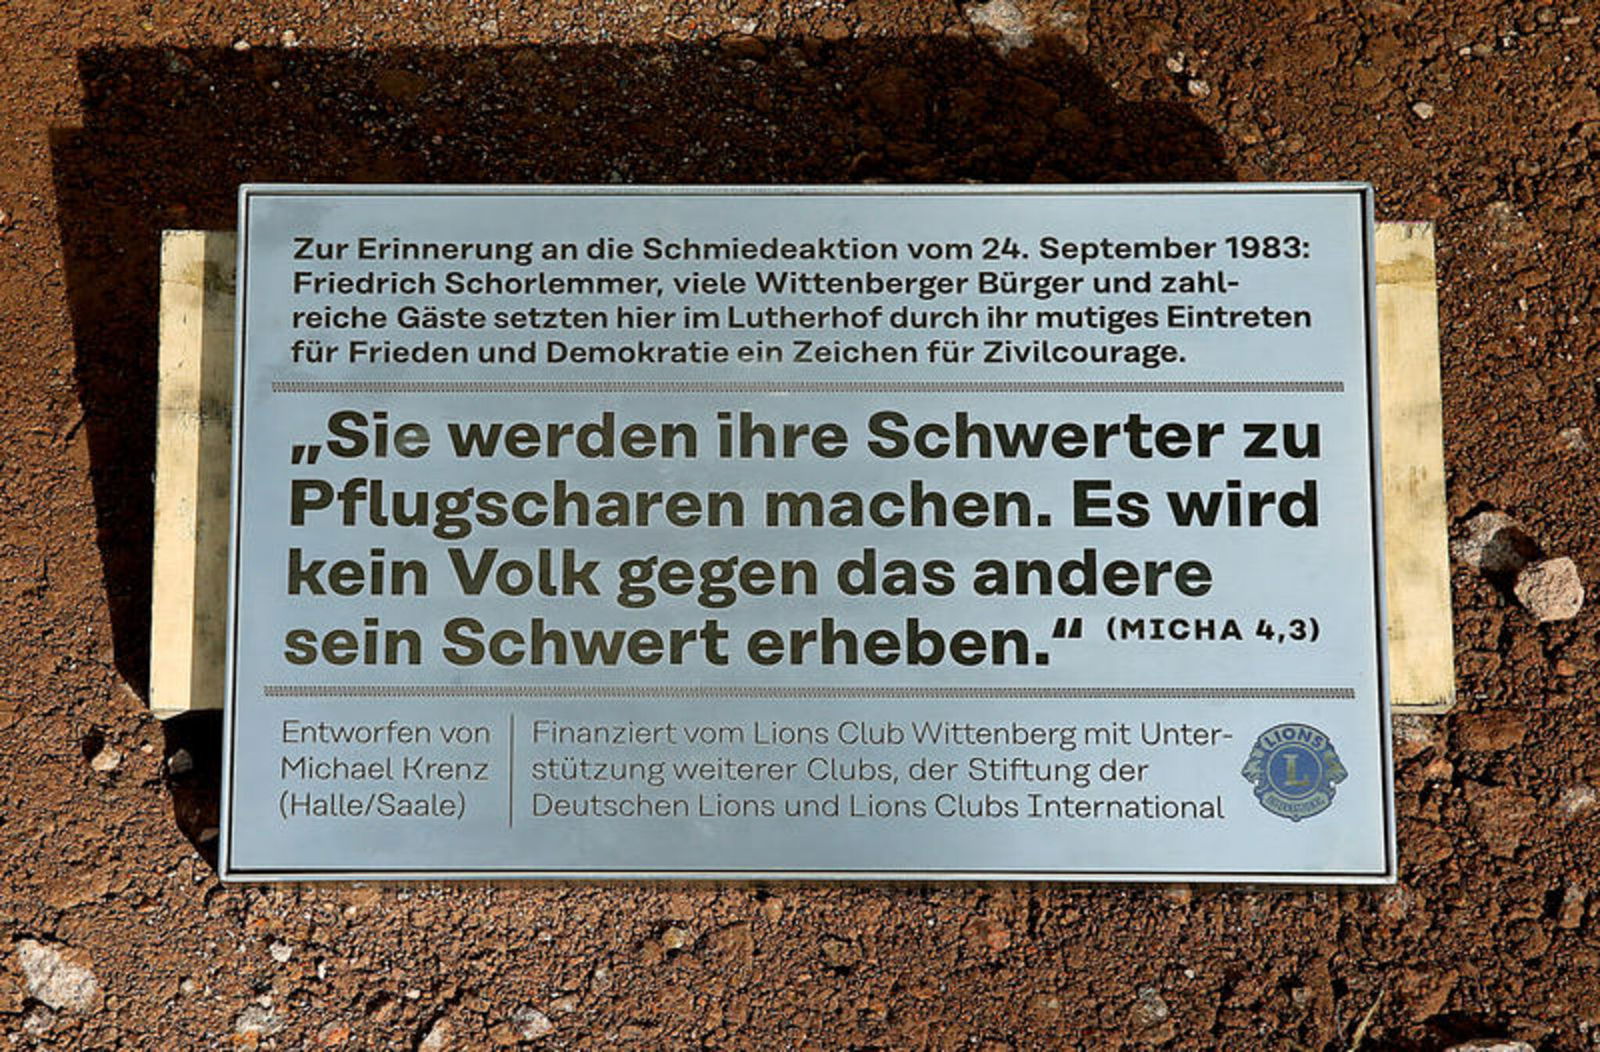 Zur Erinnerung an die Schmiedeaktion vom 24. September 1983:
Friedrich Schorlemmer, viele Wittenberger Bürger und zahl-
reiche Gäste setzten hier im Lutherhof durch ihr mutiges Eintreten
für Frieden und Demokratie ein Zeichen für Zivilcourage.
„Sie werden ihre Schwerter zu
Pflugscharen machen. Es wird
kein Volk gegen das andere
sein Schwert erheben.“ (MICHA 4,3)
Entworfen von
Michael Krenz
(Halle/Saale)
Finanziert vom Lions Club Wittenberg mit Unter-
stützung weiterer Clubs, der Stiftung der
Deutschen Lions und Lions Clubs International
LIONS
L
INTERNATIONAL